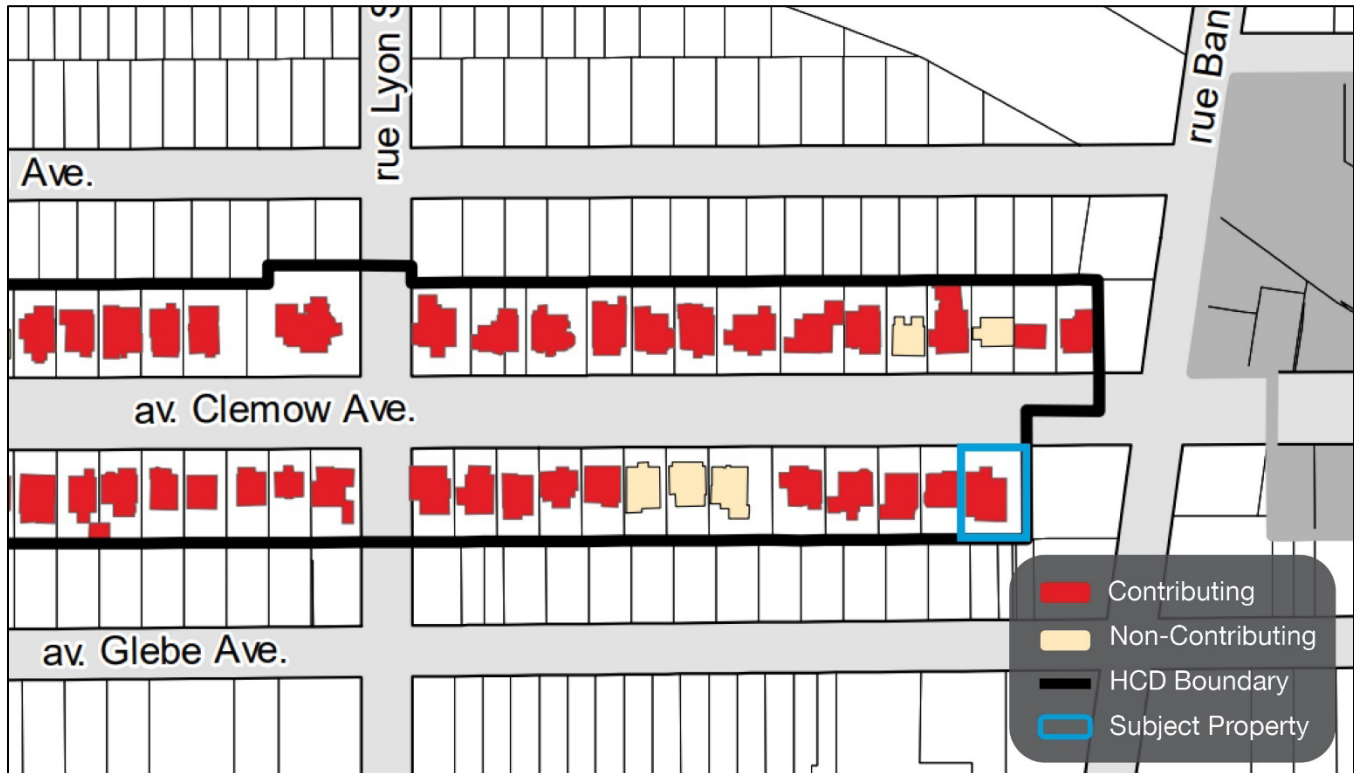 rue Lyon S
rue Ban
Ave.
av. Clemow Ave.
av. Glebe Ave.
Contributing
Non-Contributing
HCD Boundary
Subject Property